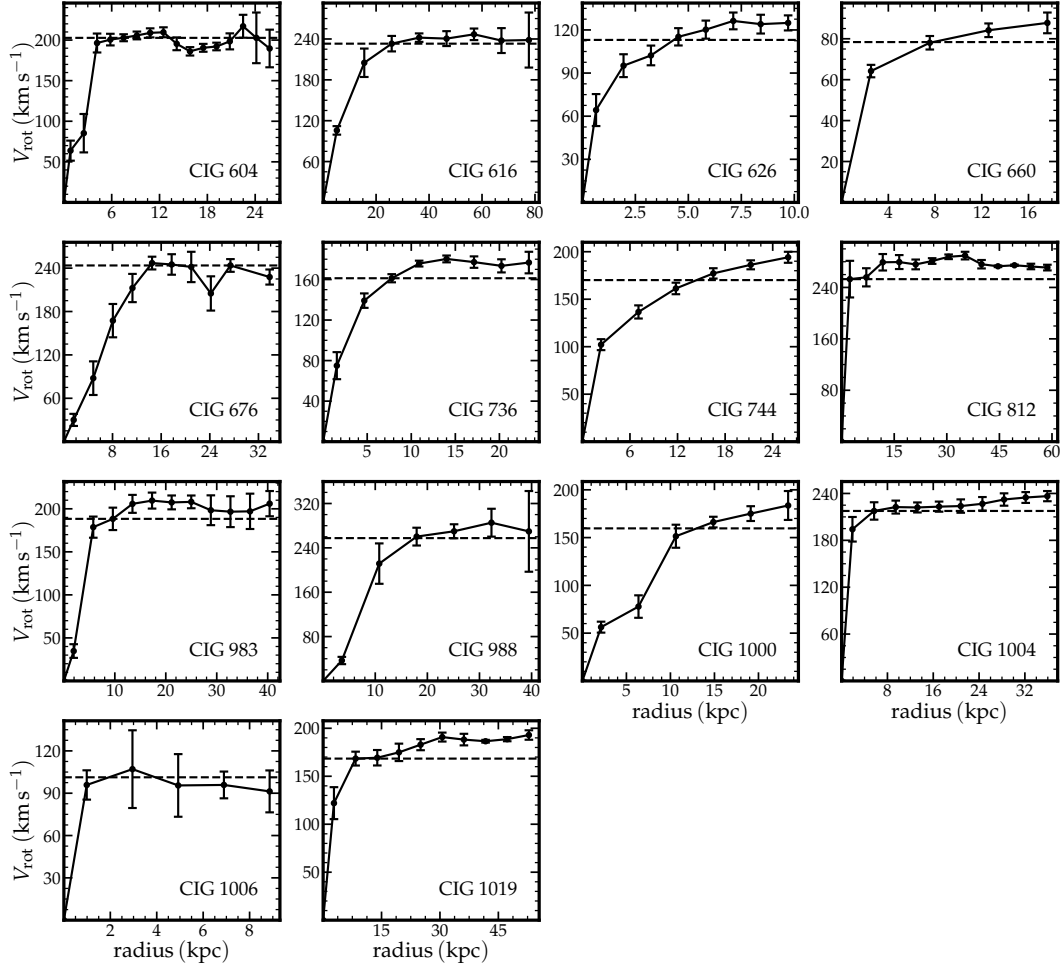 V_rot (km s⁻¹)
200
150
100
50
6 12 18 24
CIG 604
240
180
120
60
20 40 60 80
CIG 616
120
90
60
30
2.5 5.0 7.5 10.0
CIG 626
80
60
40
20
4 8 12 16
CIG 660
V_rot (km s⁻¹)
240
180
120
60
8 16 24 32
CIG 676
160
120
80
40
5 10 15 20
CIG 736
200
150
100
50
6 12 18 24
CIG 744
240
160
80
15 30 45 60
CIG 812
V_rot (km s⁻¹)
200
150
100
50
10 20 30 40
CIG 983
320
240
160
80
10 20 30 40
CIG 988
200
150
100
50
5 10 15 20
radius (kpc)
CIG 1000
240
180
120
60
8 16 24 32
radius (kpc)
CIG 1004
V_rot (km s⁻¹)
120
90
60
30
2 4 6 8
radius (kpc)
CIG 1006
200
150
100
50
15 30 45
radius (kpc)
CIG 1019